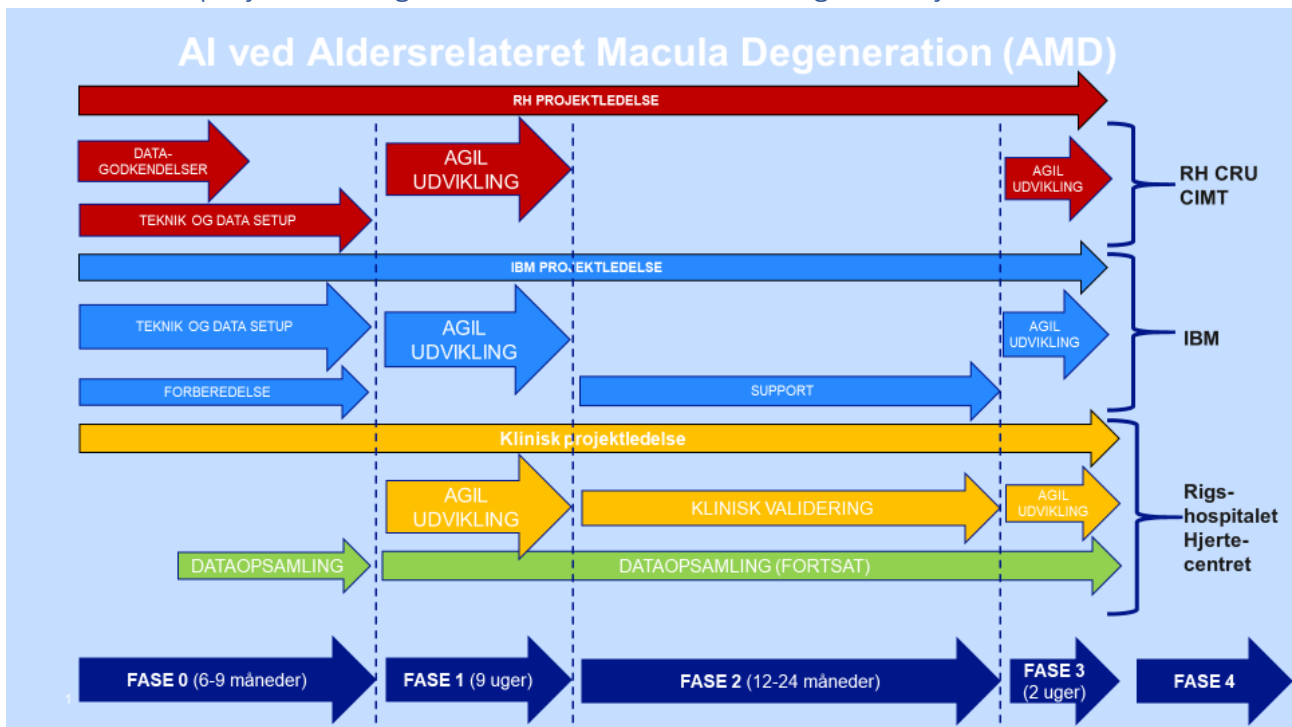 AI ved Aldersrelateret Macula Degeneration (AMD)
RH PROJEKTLEDELSE
DATA-
GODKENDELSER
AGIL
UDVIKLING
AGIL
UDVIKLING
RH CRU
CIMT
TEKNIK OG DATA SETUP
IBM PROJEKTLEDELSE
TEKNIK OG DATA SETUP
AGIL
UDVIKLING
AGIL
UDVIKLING
IBM
FORBEREDELSE
SUPPORT
Klinisk projektledelse
AGIL
UDVIKLING
KLINISK VALIDERING
AGIL
UDVIKLING
Rigs-
hospitalet
Hjerte-
centret
DATAOPSAMLING
DATAOPSAMLING (FORTSAT)
FASE 0 (6-9 måneder)
FASE 1 (9 uger)
FASE 2 (12-24 måneder)
FASE 3
(2 uger)
FASE 4
1